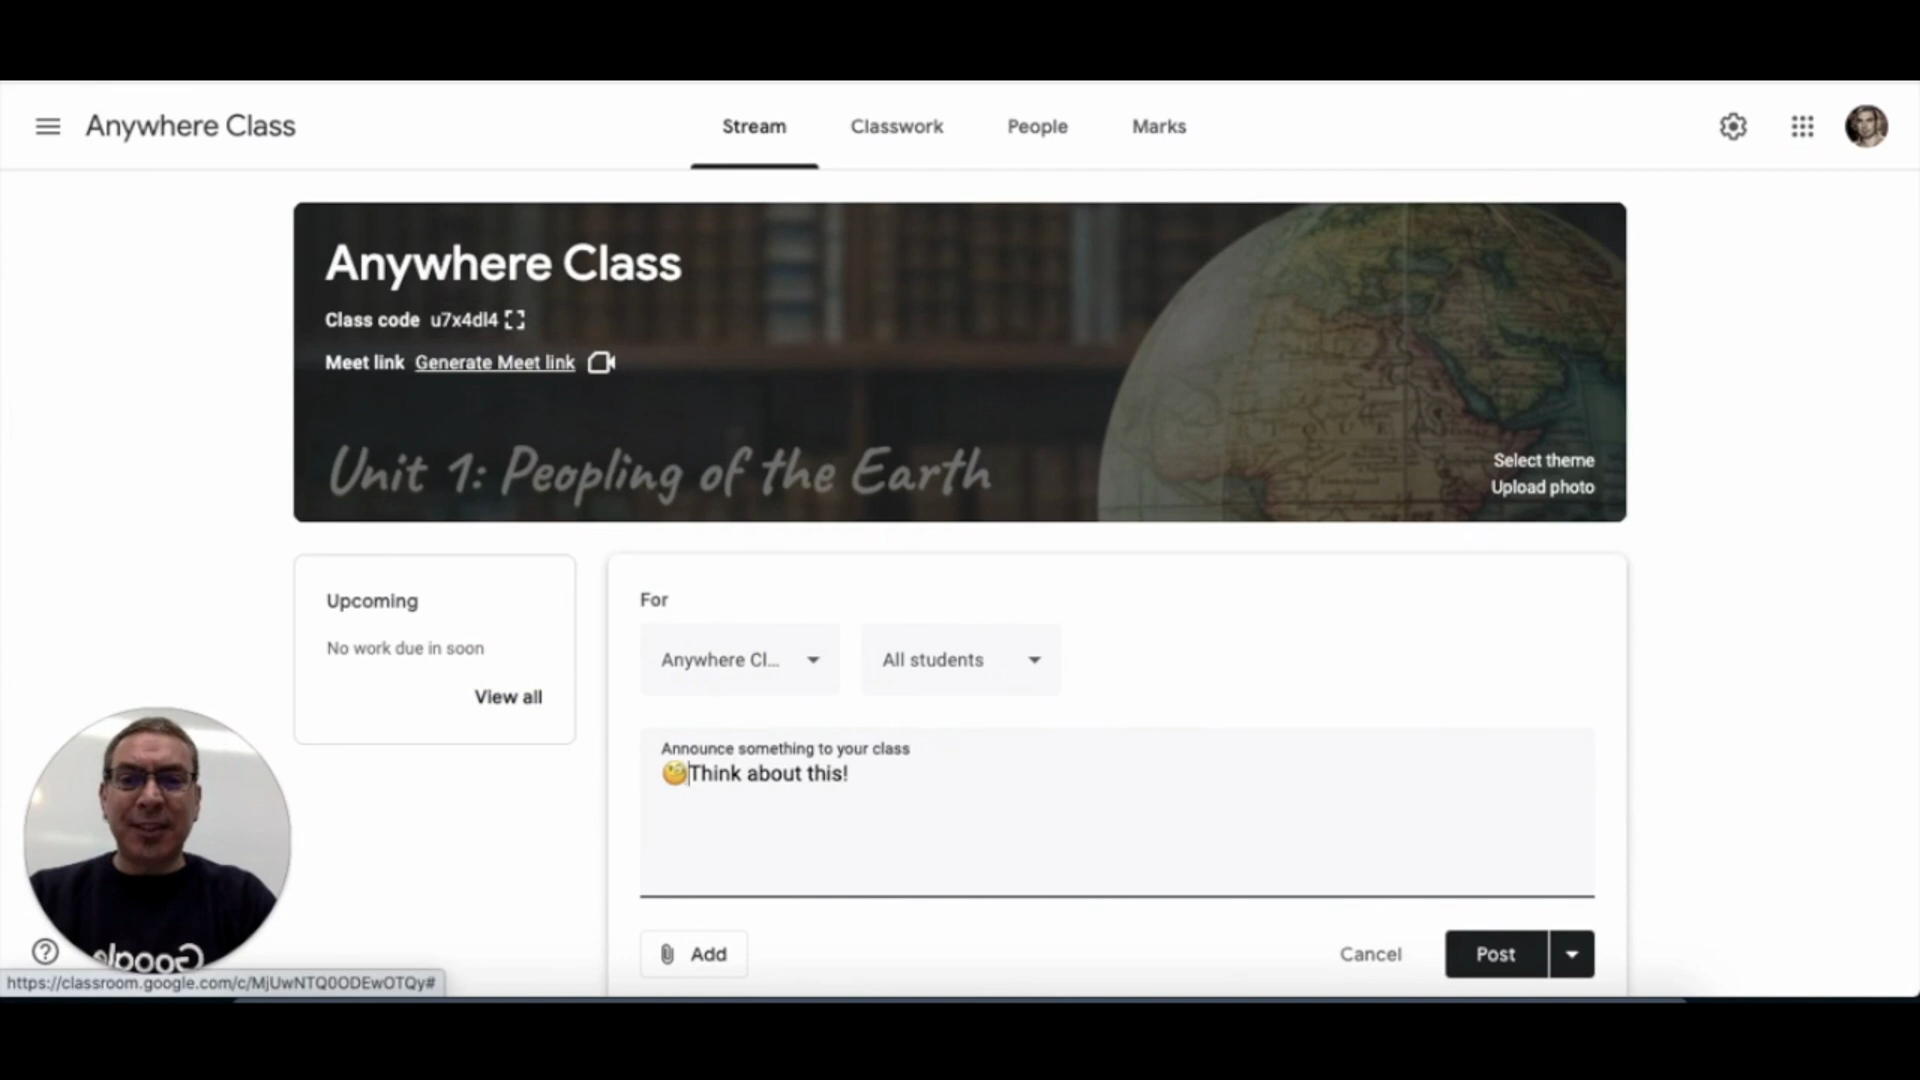 Anywhere Class
Stream
Classwork
People
Marks
Anywhere Class
Class code u7x4dl4
Meet link Generate Meet link
Unit 1: Peopling of the Earth
Select theme
Upload photo
Upcoming
No work due in soon
View all
For
Anywhere Cl...
All students
Announce something to your class
🧐Think about this!
Add
Cancel
Post
Google
https://classroom.google.com/c/MjUwNTQ0ODEwOTQy#